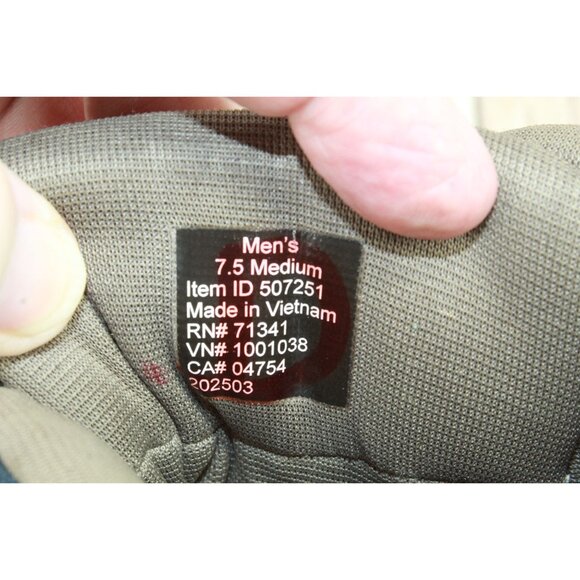 Men's
7.5 Medium
Item ID 507251
Made in Vietnam
RN# 71341
VN# 1001038
CA# 04754
202503